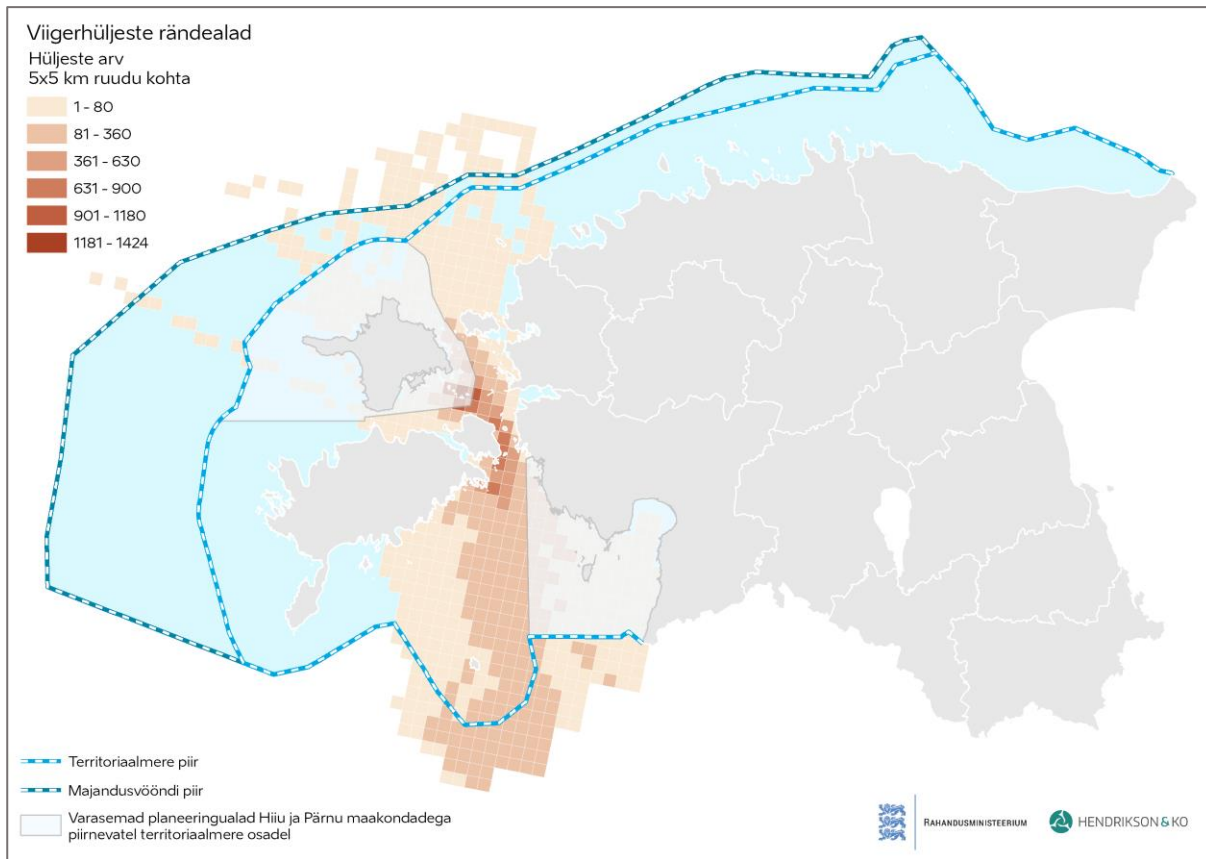 Viigerhüljeste rändealad
Hüljeste arv
5x5 km ruudu kohta
1 - 80
81 - 360
361 - 630
631 - 900
901 - 1180
1181 - 1424
Territoriaalmere piir
Majandusvööndi piir
Varasemad planeeringualad Hiiu ja Pärnu maakondadega
piirnevatel territoriaalmere osadel
RAHANDUSMINISTEERIUM
HENDRIKSON & KO